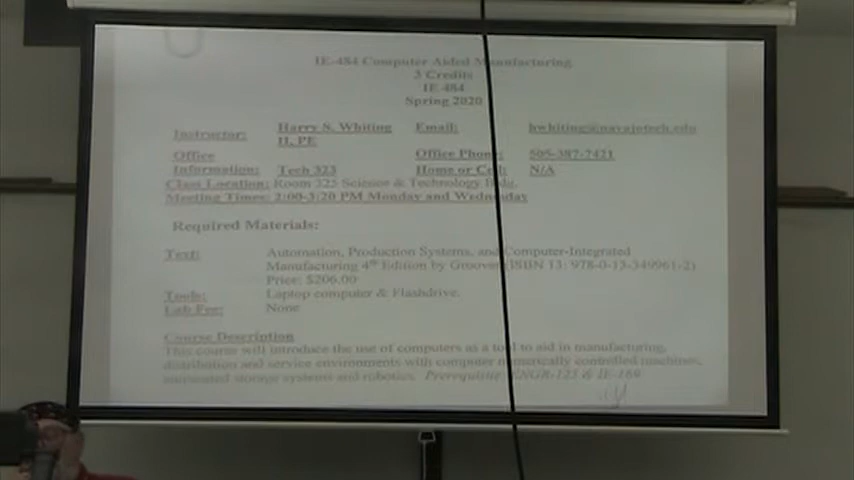 IE-484 Computer Aided Manufacturing
3 Credits
IE 484
Spring 2020
Instructor: Harry S. Whiting II, PE Email: hwhiting@navajotech.edu
Office Information: Tech 323 Office Phone: 505-387-7421
Home or Cell: N/A
Class Location: Room 325 Science & Technology Bldg.
Meeting Times: 2:00-3:20 PM Monday and Wednesday
Required Materials:
Text: Automation, Production Systems, and Computer-Integrated
Manufacturing 4th Edition by Groover (ISBN 13: 978-0-13-349961-2)
Price: $206.00
Tools: Laptop computer & Flashdrive.
Lab Fee: None
Course Description
This course will introduce the use of computers as a tool to aid in manufacturing,
distribution and service environments with computer numerically controlled machines,
automated storage systems and robotics. Prerequisite: ENGR-123 & IE-